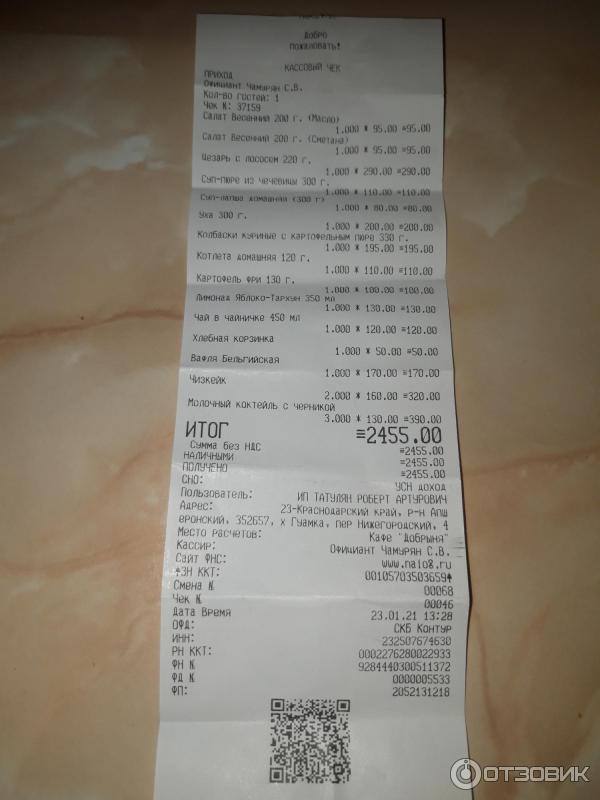 Добро
пожаловать!
КАССОВЫЙ ЧЕК
ПРИХОД
Официант Чамурян С.В.
Кол-во гостей: 1
Чек №: 37159
Салат Весенний 200 г. (Масло)
1.000 * 95.00 =95.00
Салат Весенний 200 г. (Сметана)
1.000 * 95.00 =95.00
Цезарь с лососем 220 г.
1.000 * 290.00 =290.00
Суп-пюре из чечевицы 300 г.
1.000 * 110.00 =110.00
Суп-лапша домашняя (300 г)
1.000 * 80.00 =80.00
Уха 300 г.
1.000 * 200.00 =200.00
Колбаски куриные с картофельным пюре 330 г.
1.000 * 195.00 =195.00
Котлета домашняя 120 г.
1.000 * 110.00 =110.00
Картофель фри 130 г.
1.000 * 100.00 =100.00
Лимонад Яблоко-Тархун 350 мл
1.000 * 130.00 =130.00
Чай в чайничке 450 мл
1.000 * 120.00 =120.00
Хлебная корзинка
1.000 * 50.00 =50.00
Вафля Бельгийская
1.000 * 170.00 =170.00
Чизкейк
2.000 * 160.00 =320.00
Молочный коктейль с черникой
3.000 * 130.00 =390.00
ИТОГ =2455.00
Сумма без НДС =2455.00
НАЛИЧНЫМИ =2455.00
ПОЛУЧЕНО =2455.00
СНО: УСН доход
Пользователь: ИП ТАТУЛЯН РОБЕРТ АРТУРОВИЧ
Адрес: 23-Краснодарский край, р-н Апш
еронский, 352657, х Гуамка, пер Нижегородский, 4
Место расчетов: Кафе "Добрыня"
Кассир: Официант Чамурян С.В.
Сайт ФНС: www.nalog.ru
*ЗН ККТ: 00105703503659*
Смена № 00068
Чек № 00046
Дата Время 23.01.21 13:28
ОФД: СКБ Контур
ИНН: 232507674630
РН ККТ: 0002276280022933
ФН № 9284440300511372
ФД № 0000005533
ФП: 2052131218
ОТЗОВИК